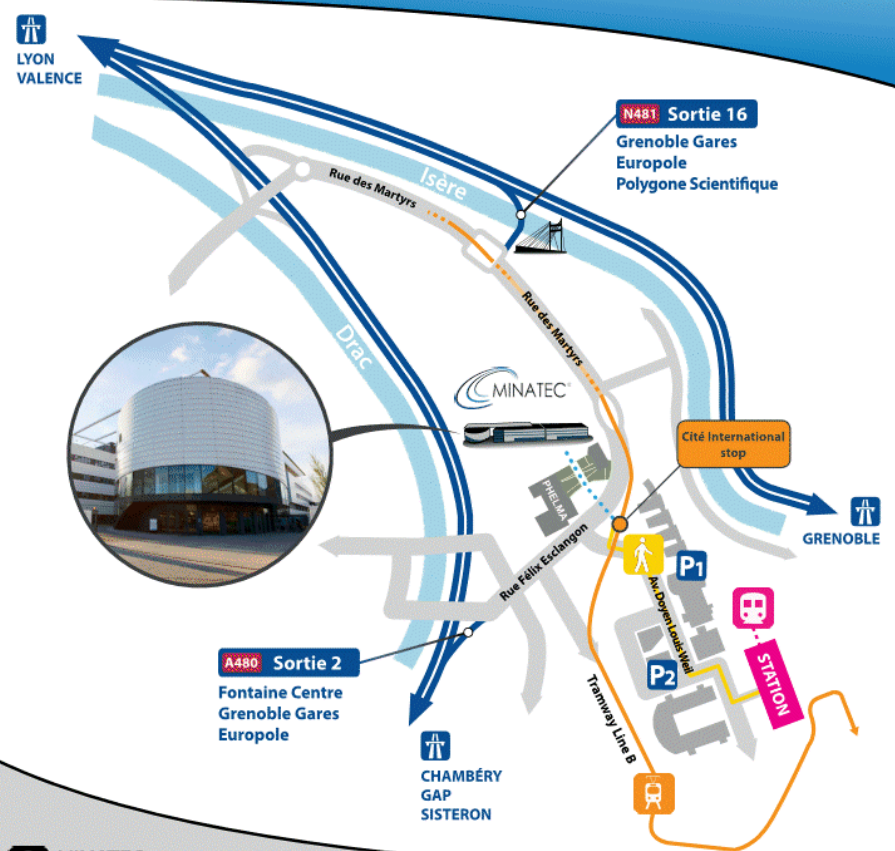 LYON
VALENCE
N481 Sortie 16
Grenoble Gares
Europole
Polygone Scientifique
Rue des Martyrs
Isère
Rue des Martyrs
Drac
MINATEC
Cité International
stop
PHELMA
GRENOBLE
Rue Félix Esclangon
P1
Av. Doyen Louis Weil
STATION
P2
A480 Sortie 2
Fontaine Centre
Grenoble Gares
Europole
Tramway Line B
CHAMBÉRY
GAP
SISTERON